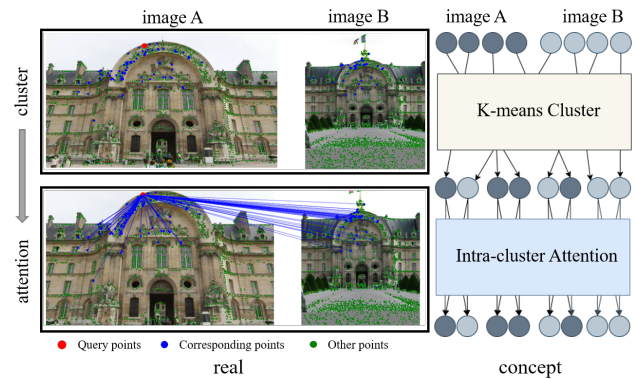 image A
image B
image A
image B
cluster
K-means Cluster
attention
Intra-cluster Attention
Query points
Corresponding points
Other points
real
concept